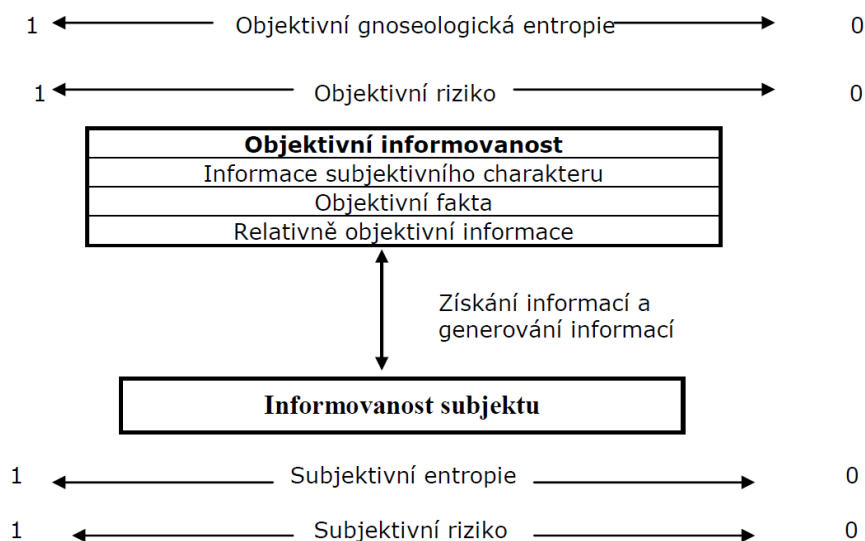 1 Objektivní gnoseologická entropie 0
1 Objektivní riziko 0
Objektivní informovanost
Informace subjektivního charakteru
Objektivní fakta
Relativně objektivní informace
Získání informací a
generování informací
Informovanost subjektu
1 Subjektivní entropie 0
1 Subjektivní riziko 0